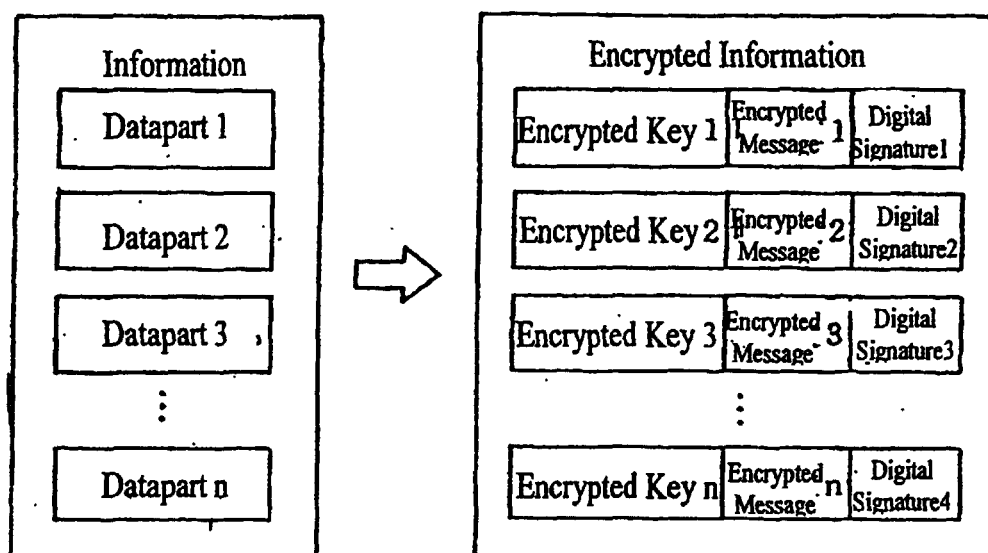 Information
Datapart 1
Datapart 2
Datapart 3
⋮
Datapart n
Encrypted Information
Encrypted Key 1
Encrypted
Message 1
Digital
Signature1
Encrypted Key 2
Encrypted
Message 2
Digital
Signature2
Encrypted Key 3
Encrypted
Message 3
Digital
Signature3
⋮
Encrypted Key n
Encrypted
Message n
Digital
Signature4